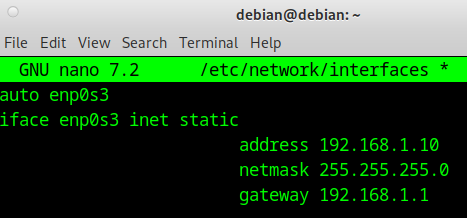 debian@debian: ~
File Edit View Search Terminal Help
GNU nano 7.2 /etc/network/interfaces *
auto enp0s3
iface enp0s3 inet static
address 192.168.1.10
netmask 255.255.255.0
gateway 192.168.1.1